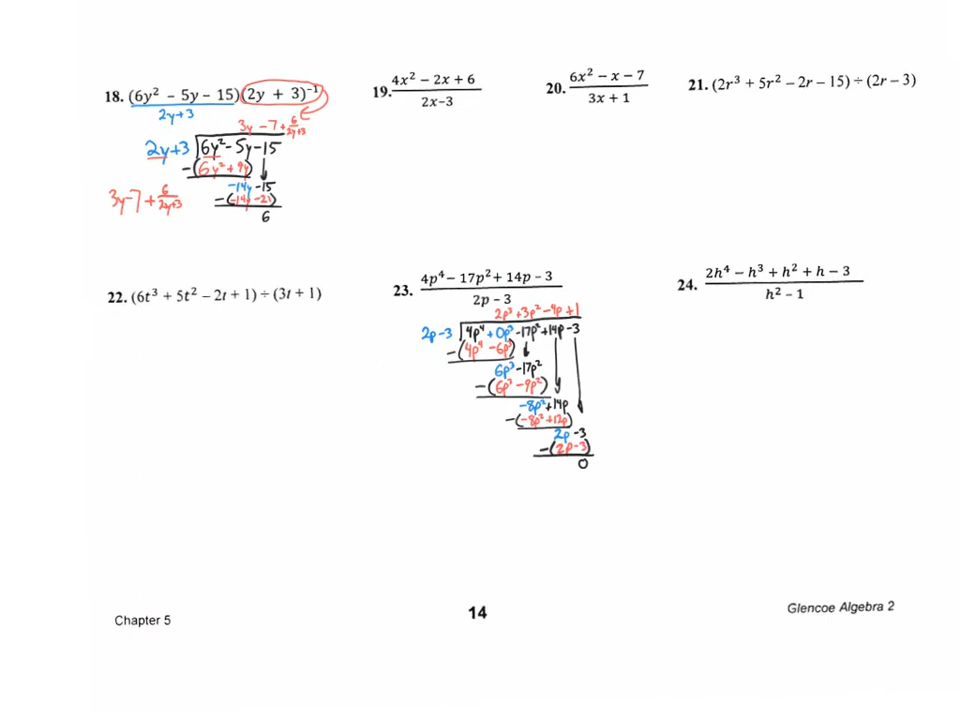 18. (6y² − 5y − 15)(2y + 3)⁻¹
2y+3
3y −7 + 6/(2y+3)
2y+3 6y² − 5y −15
−(6y² + 9y)
−14y −15
−(−14y −21)
6
3y−7 + 6/(2y+3)
19. (4x² − 2x + 6)/(2x−3)
20. (6x² − x − 7)/(3x + 1)
21. (2r³ + 5r² − 2r − 15) ÷ (2r − 3)
22. (6t³ + 5t² − 2t + 1) ÷ (3t + 1)
23. (4p⁴ − 17p² + 14p − 3)/(2p − 3)
2p³ +3p² −4p +1
2p−3 4p⁴ +0p³ −17p² +14p −3
−(4p⁴ −6p³)
6p³ −17p²
−(6p³ −9p²)
−8p² +14p
−(−8p² +12p)
2p −3
−(2p −3)
0
24. (2h⁴ − h³ + h² + h − 3)/(h² − 1)
Chapter 5
14
Glencoe Algebra 2